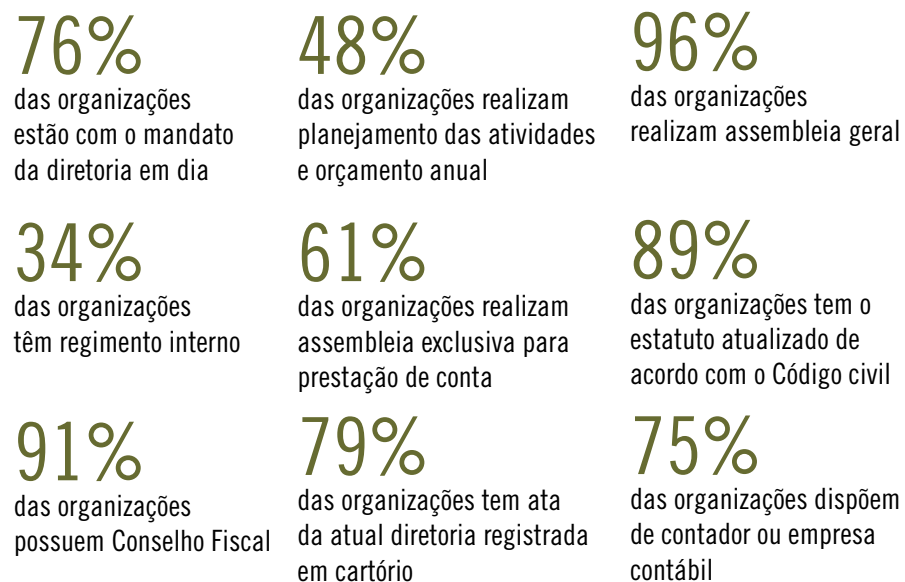 76%
das organizações
estão com o mandato
da diretoria em dia
48%
das organizações realizam
planejamento das atividades
e orçamento anual
96%
das organizações
realizam assembleia geral
34%
das organizações
têm regimento interno
61%
das organizações realizam
assembleia exclusiva para
prestação de conta
89%
das organizações tem o
estatuto atualizado de
acordo com o Código civil
91%
das organizações
possuem Conselho Fiscal
79%
das organizações tem ata
da atual diretoria registrada
em cartório
75%
das organizações dispõem
de contador ou empresa
contábil